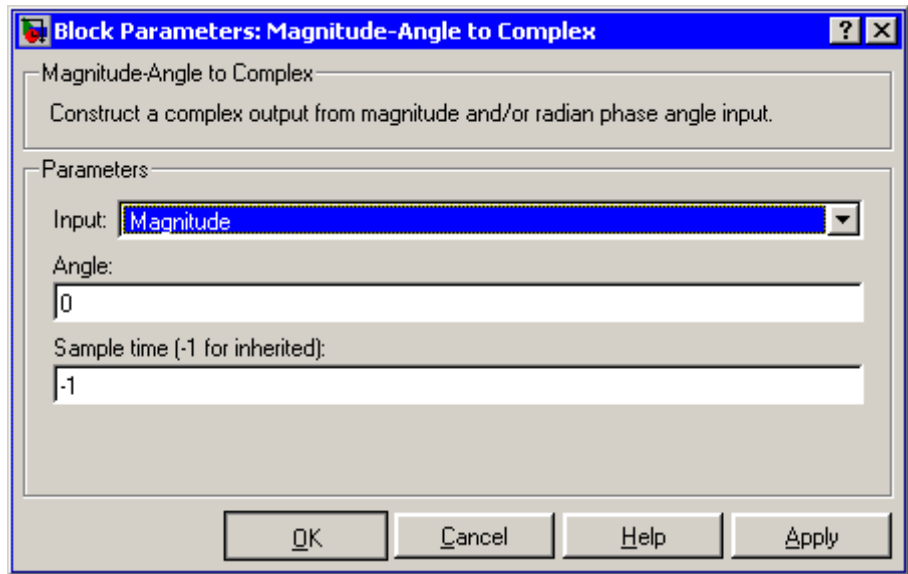 Block Parameters: Magnitude-Angle to Complex
Magnitude-Angle to Complex
Construct a complex output from magnitude and/or radian phase angle input.
Parameters
Input: Magnitude
Angle:
0
Sample time (-1 for inherited):
-1
OK Cancel Help Apply